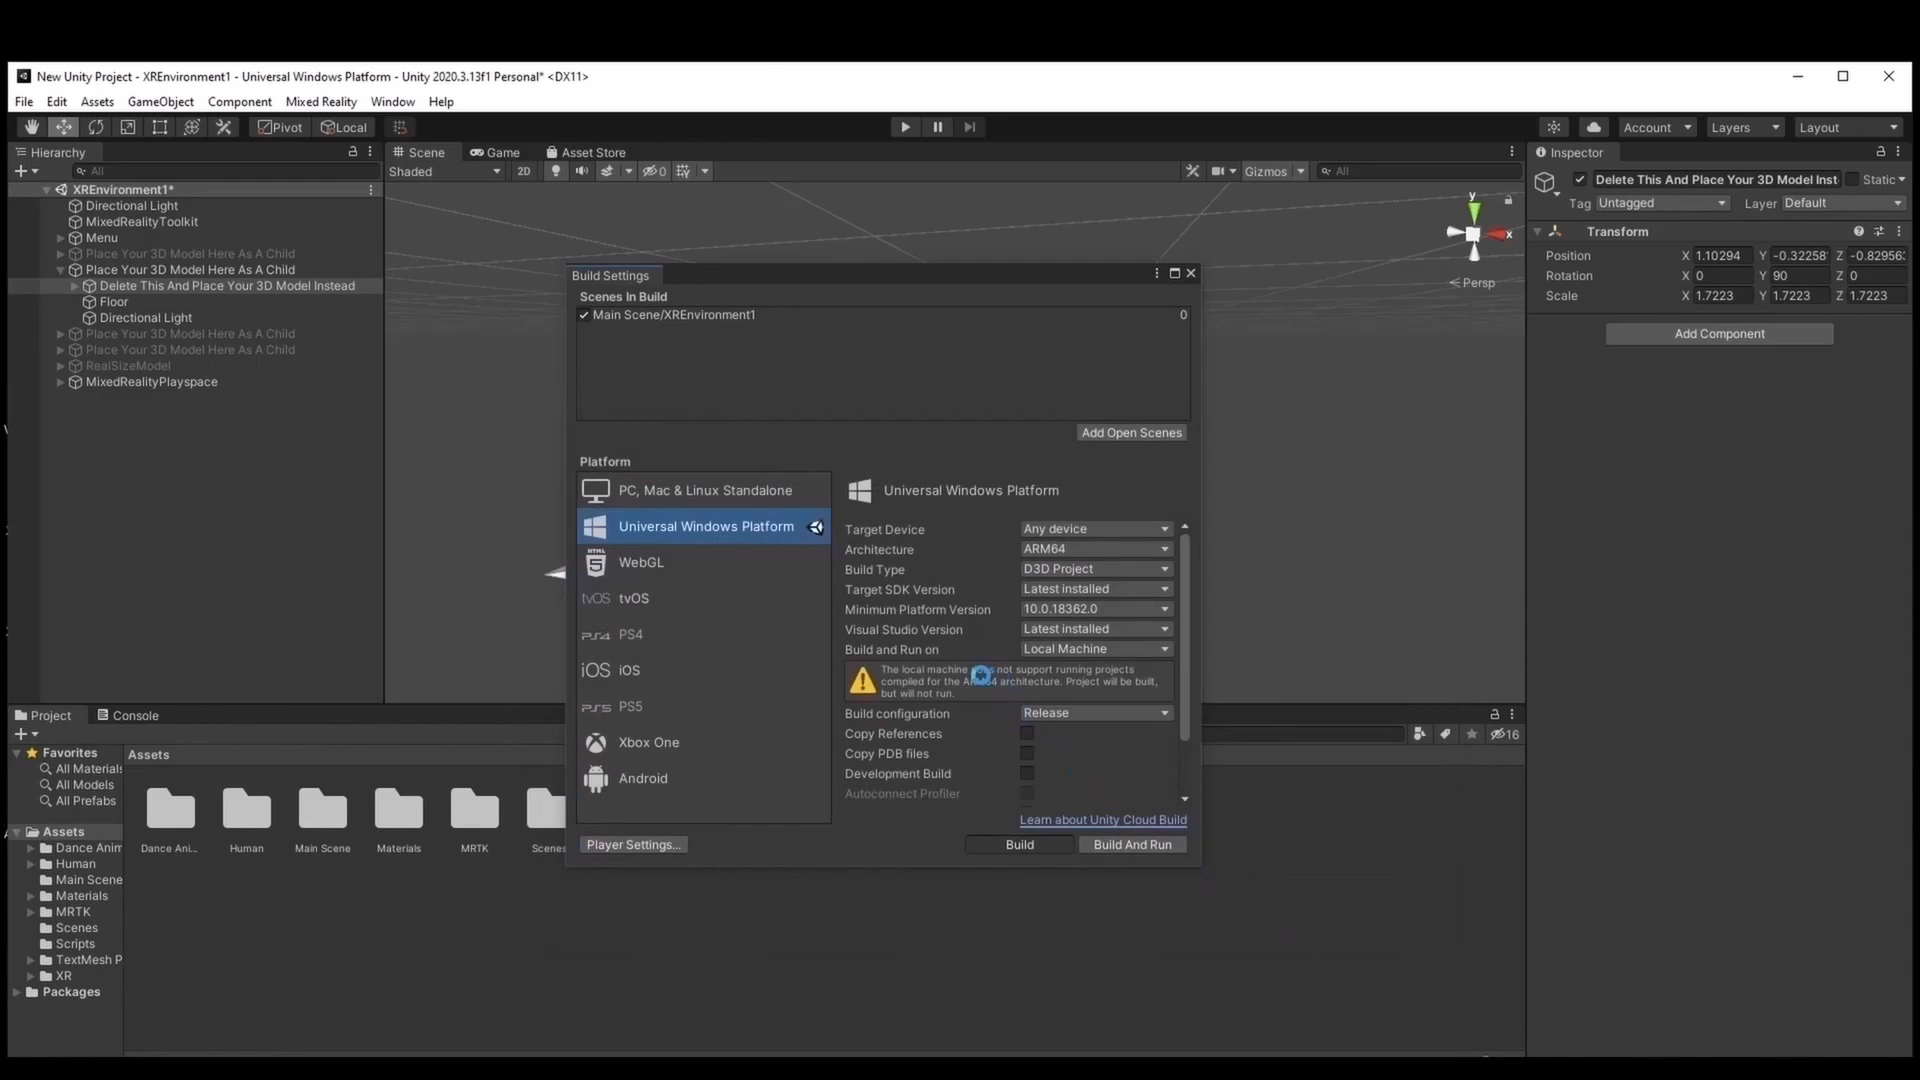 New Unity Project - XREnvironment1 - Universal Windows Platform - Unity 2020.3.13f1 Personal* <DX11>
File Edit Assets GameObject Component Mixed Reality Window Help
Pivot Local Account Layers Layout
Hierarchy
All
XREnvironment1*
Directional Light
MixedRealityToolkit
Menu
Place Your 3D Model Here As A Child
Place Your 3D Model Here As A Child
Delete This And Place Your 3D Model Instead
Floor
Directional Light
Place Your 3D Model Here As A Child
Place Your 3D Model Here As A Child
RealSizeModel
MixedRealityPlayspace
Scene Game Asset Store
Shaded 2D 0 Gizmos All
y
x
Persp
Build Settings
Scenes In Build
Main Scene/XREnvironment1 0
Add Open Scenes
Platform
PC, Mac & Linux Standalone
Universal Windows Platform
HTML 5 WebGL
tvOS tvOS
PS4 PS4
iOS iOS
PS5 PS5
Xbox One
Android
Universal Windows Platform
Target Device Any device
Architecture ARM64
Build Type D3D Project
Target SDK Version Latest installed
Minimum Platform Version 10.0.18362.0
Visual Studio Version Latest installed
Build and Run on Local Machine
The local machine does not support running projects
compiled for the ARM64 architecture. Project will be built,
but will not run.
Build configuration Release
Copy References
Copy PDB files
Development Build
Autoconnect Profiler
Learn about Unity Cloud Build
Player Settings... Build Build And Run
Inspector
Delete This And Place Your 3D Model Inst Static
Tag Untagged Layer Default
Transform
Position X 1.10294 Y -0.32258 Z -0.82956
Rotation X 0 Y 90 Z 0
Scale X 1.7223 Y 1.7223 Z 1.7223
Add Component
Project Console
16
Favorites
All Materials
All Models
All Prefabs
Assets
Dance Anim
Human
Main Scene
Materials
MRTK
Scenes
Scripts
TextMesh P
XR
Packages
Assets
Dance Ani... Human Main Scene Materials MRTK Scenes